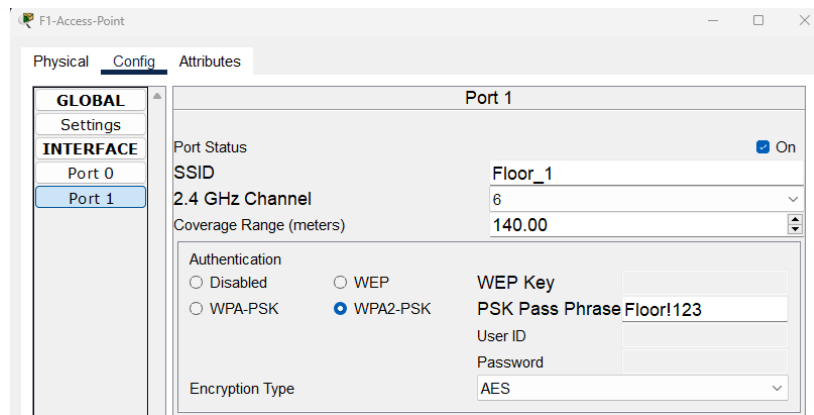 F1-Access-Point
Physical Config Attributes
GLOBAL
Settings
INTERFACE
Port 0
Port 1
Port 1
Port Status On
SSID Floor_1
2.4 GHz Channel 6
Coverage Range (meters) 140.00
Authentication
Disabled WEP WEP Key
WPA-PSK WPA2-PSK PSK Pass Phrase Floor!123
User ID
Password
Encryption Type AES